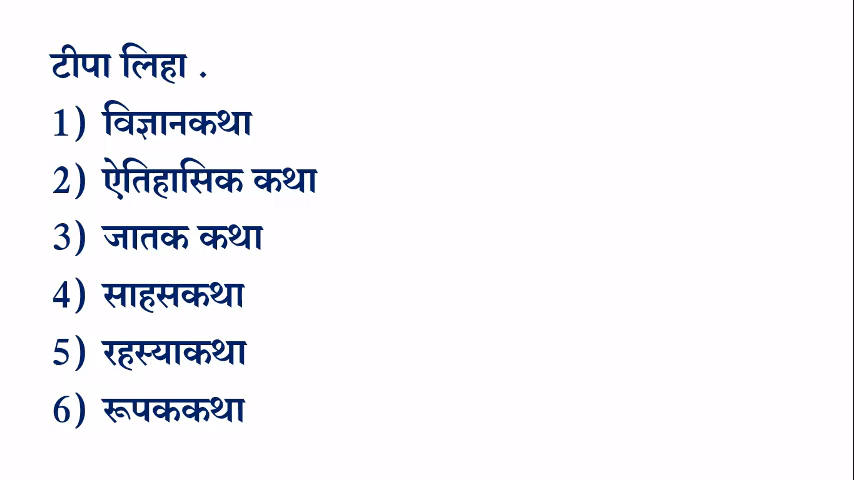 टीपा लिहा .
1) विज्ञानकथा
2) ऐतिहासिक कथा
3) जातक कथा
4) साहसकथा
5) रहस्याकथा
6) रूपककथा